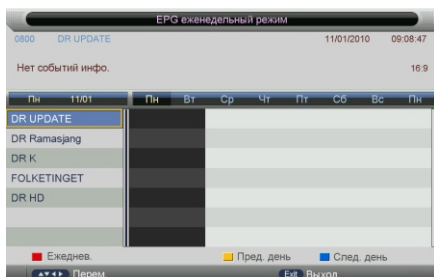 EPG еженедельный режим
0800 DR UPDATE 11/01/2010 09:08:47
Нет событий инфо. 16:9
Пн 11/01 Пн Вт Ср Чт Пт Сб Вс Пн
DR UPDATE
DR Ramasjang
DR K
FOLKETINGET
DR HD
Ежеднев. Пред. день След. день
Перем. Exit Выход